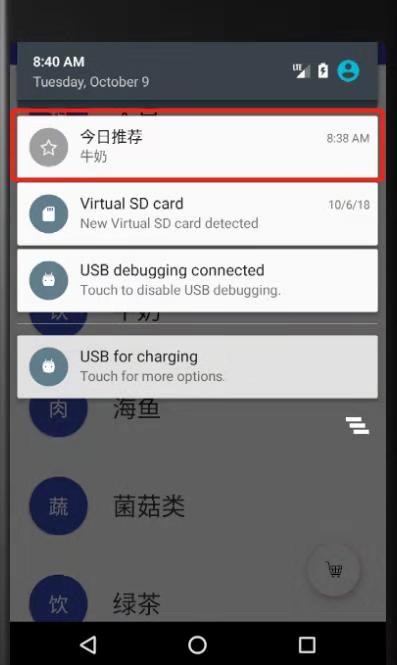 8:40 AM
LTE
Tuesday, October 9
今日推荐
8:38 AM
牛奶
Virtual SD card
10/6/18
New Virtual SD card detected
USB debugging connected
Touch to disable USB debugging.
饮
牛奶
USB for charging
Touch for more options.
肉
海鱼
蔬
菌菇类
饮
绿茶